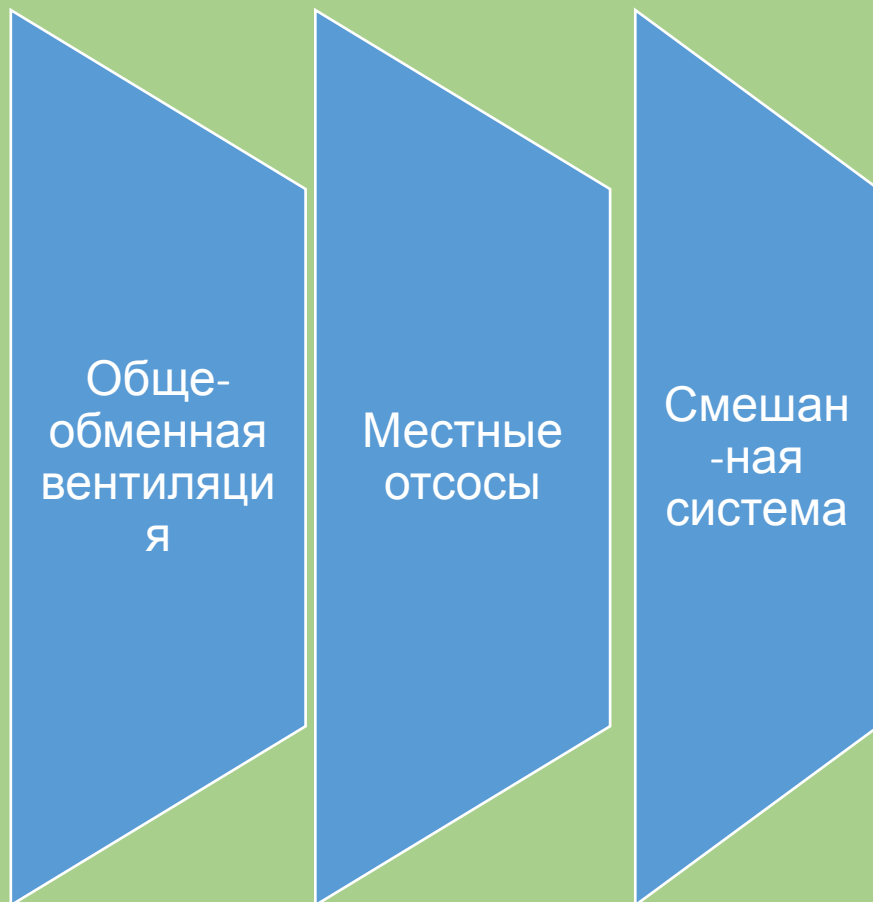 Обще-
обменная
вентиляци
я
Местные
отсосы
Смешан
-ная
система